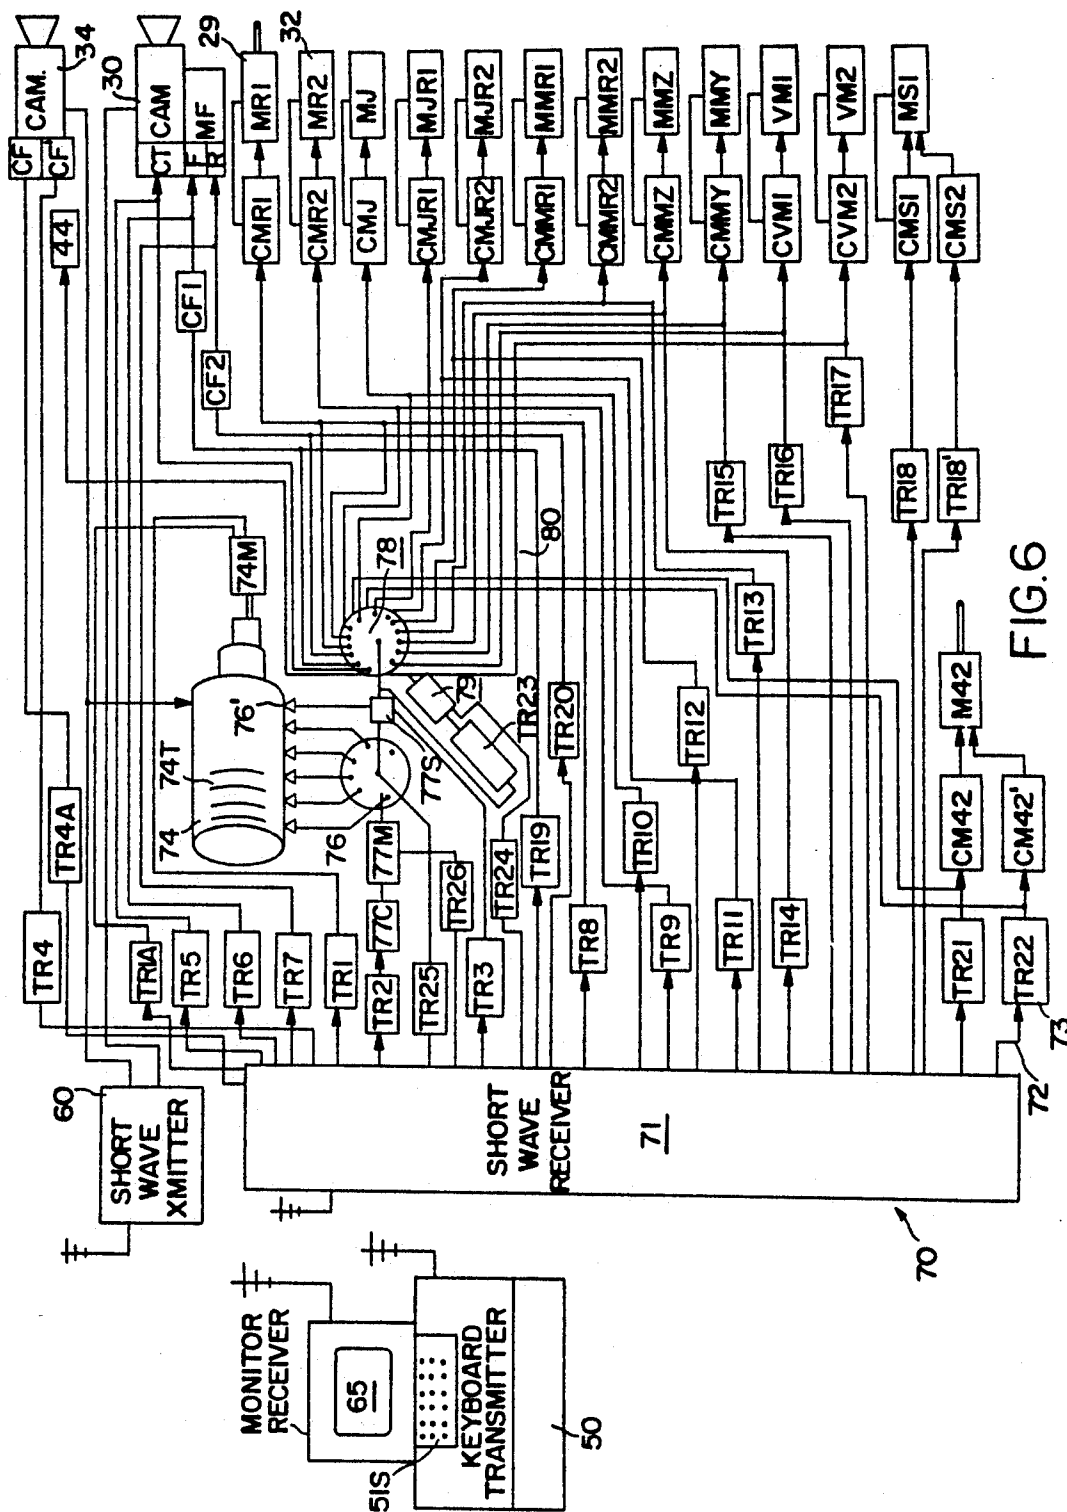 34
CAM.
CF
CF'
30
CAM
CT
MF
F
R
29
MR1
32
MR2
MJ
MJR1
MJR2
MMR1
MMR2
MMZ
MMY
VM1
VM2
MS1
44
CF1
CF2
CMR1
CMR2
CMJ
CMJR1
CMJR2
CMMR1
CMMR2
CMMZ
CMMY
CVM1
CVM2
CMS1
CMS2
TR15
TR16
TR17
TR18
TR18'
74M
78
80
74
74T
76'
76
77S
79
TR23
TR20
TR13
TR12
M42
TR4A
TR4
TR1A
TR5
TR6
TR7
TR1
TR2
77C
77M
TR25
TR26
TR3
TR24
TR19
TR8
TR10
TR9
TR11
TR14
CM42
CM42'
TR21
TR22
73
72
60
SHORT
WAVE
XMITTER
SHORT
WAVE
RECEIVER
71
70
MONITOR
RECEIVER
65
51S
KEYBOARD
TRANSMITTER
50
FIG.6